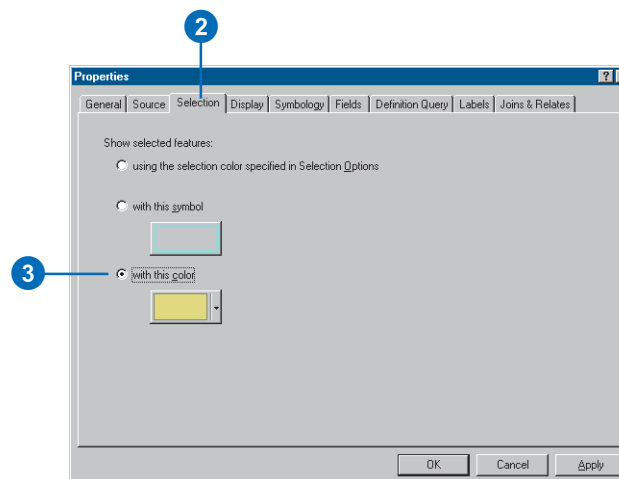 2
Properties
?
General Source Selection Display Symbology Fields Definition Query Labels Joins & Relates
Show selected features:
using the selection color specified in Selection Options
with this symbol
3
with this color
OK Cancel Apply